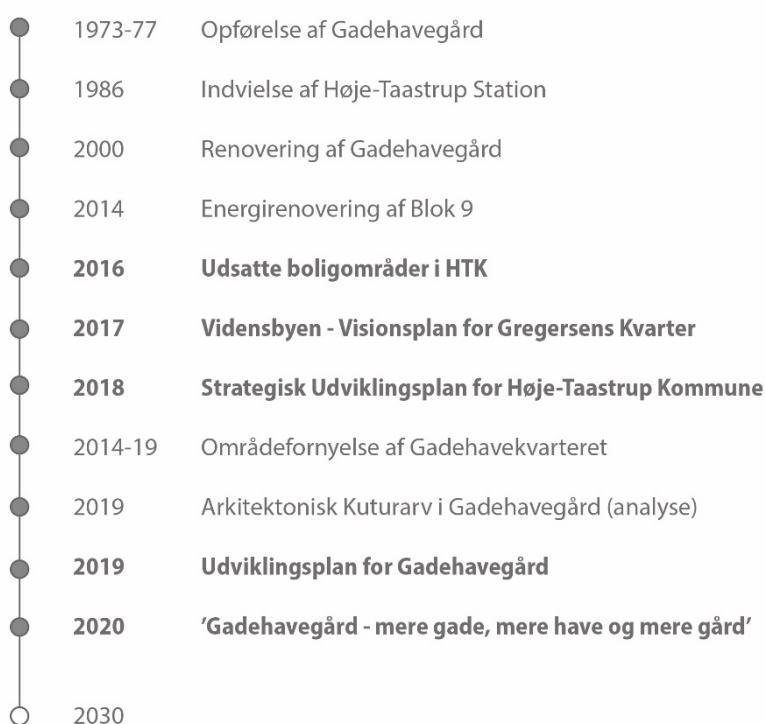 1973-77 Opførelse af Gadehavegård
1986 Indvielse af Høje-Taastrup Station
2000 Renovering af Gadehavegård
2014 Energirenovering af Blok 9
2016 Udsatte boligområder i HTK
2017 Vidensbyen - Visionsplan for Gregersens Kvarter
2018 Strategisk Udviklingsplan for Høje-Taastrup Kommune
2014-19 Områdefornyelse af Gadehavekvarteret
2019 Arkitektonisk Kuturarv i Gadehavegård (analyse)
2019 Udviklingsplan for Gadehavegård
2020 ’Gadehavegård - mere gade, mere have og mere gård’
2030